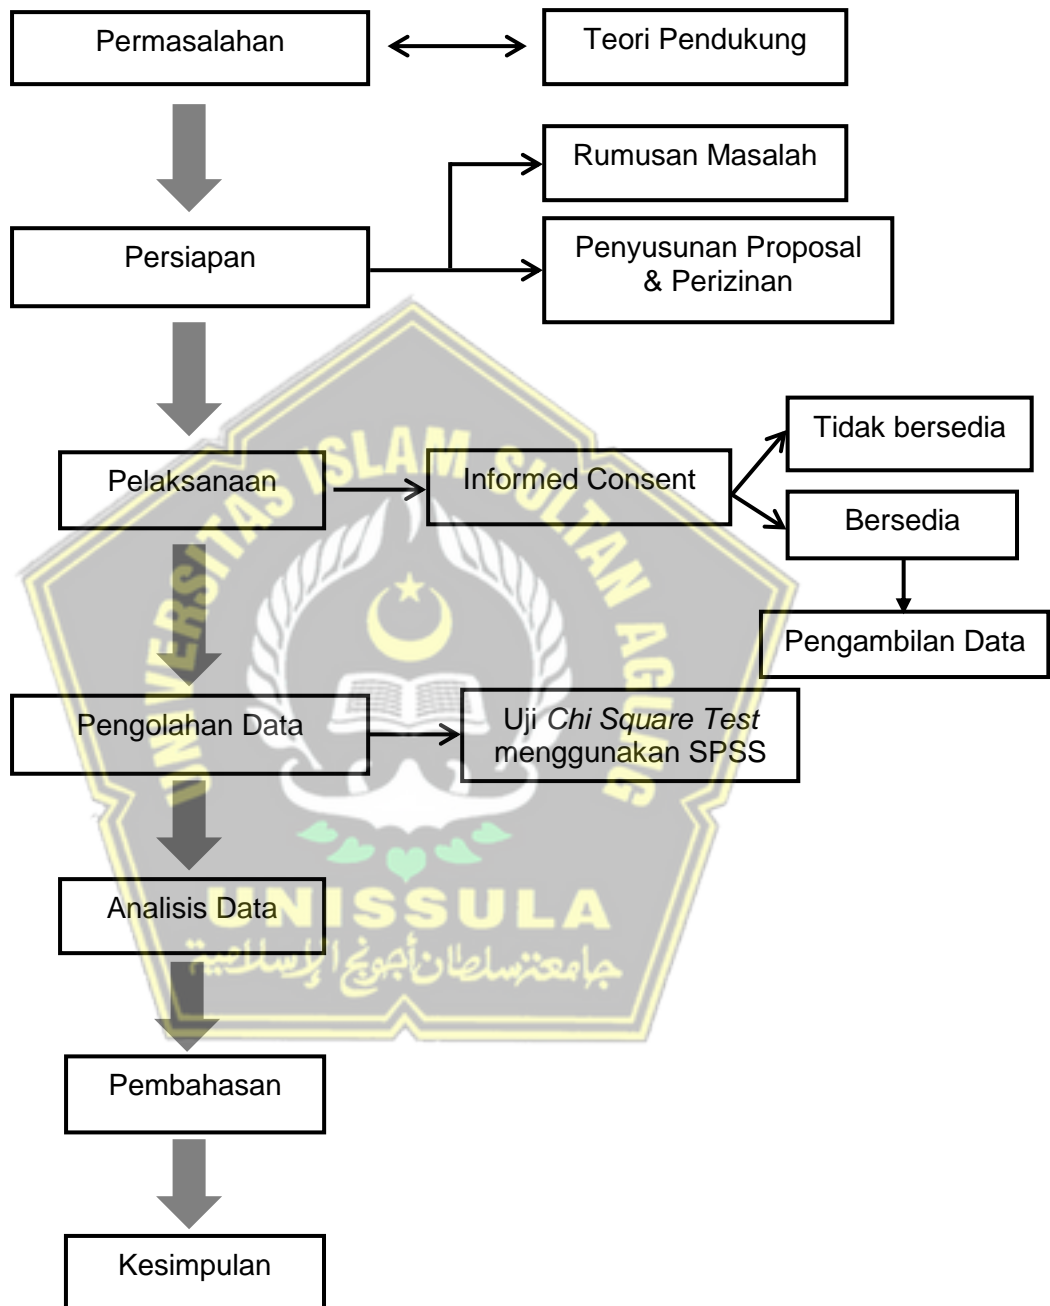 Permasalahan
Teori Pendukung
Rumusan Masalah
Persiapan
Penyusunan Proposal
& Perizinan
Tidak bersedia
Pelaksanaan
Informed Consent
Bersedia
Pengambilan Data
Pengolahan Data
Uji Chi Square Test
menggunakan SPSS
Analisis Data
Pembahasan
Kesimpulan
UNIVERSITAS ISLAM SULTAN AGUNG
UNISSULA
جامعة سلطان أجونج الإسلامية